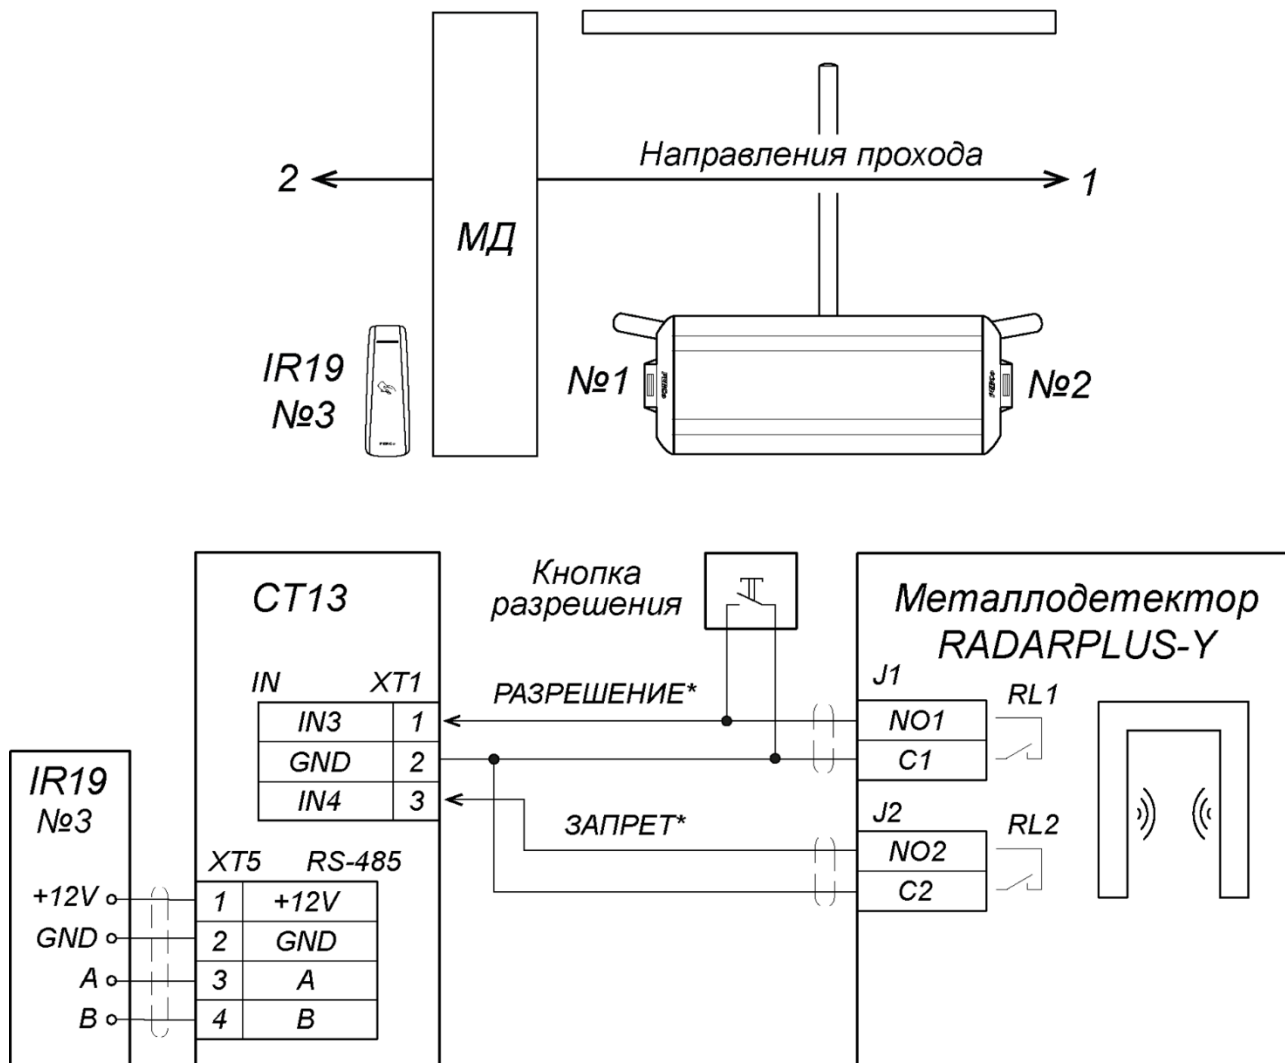 Направления прохода
2
1
МД
IR19
№3
№1
№2
PERCo
CT13
Кнопка
разрешения
Металлодетектор
RADARPLUS-Y
IN XT1
IN3 1
GND 2
IN4 3
РАЗРЕШЕНИЕ*
ЗАПРЕТ*
J1
NO1
C1
RL1
J2
NO2
C2
RL2
IR19
№3
+12V
GND
A
B
XT5 RS-485
1 +12V
2 GND
3 A
4 B